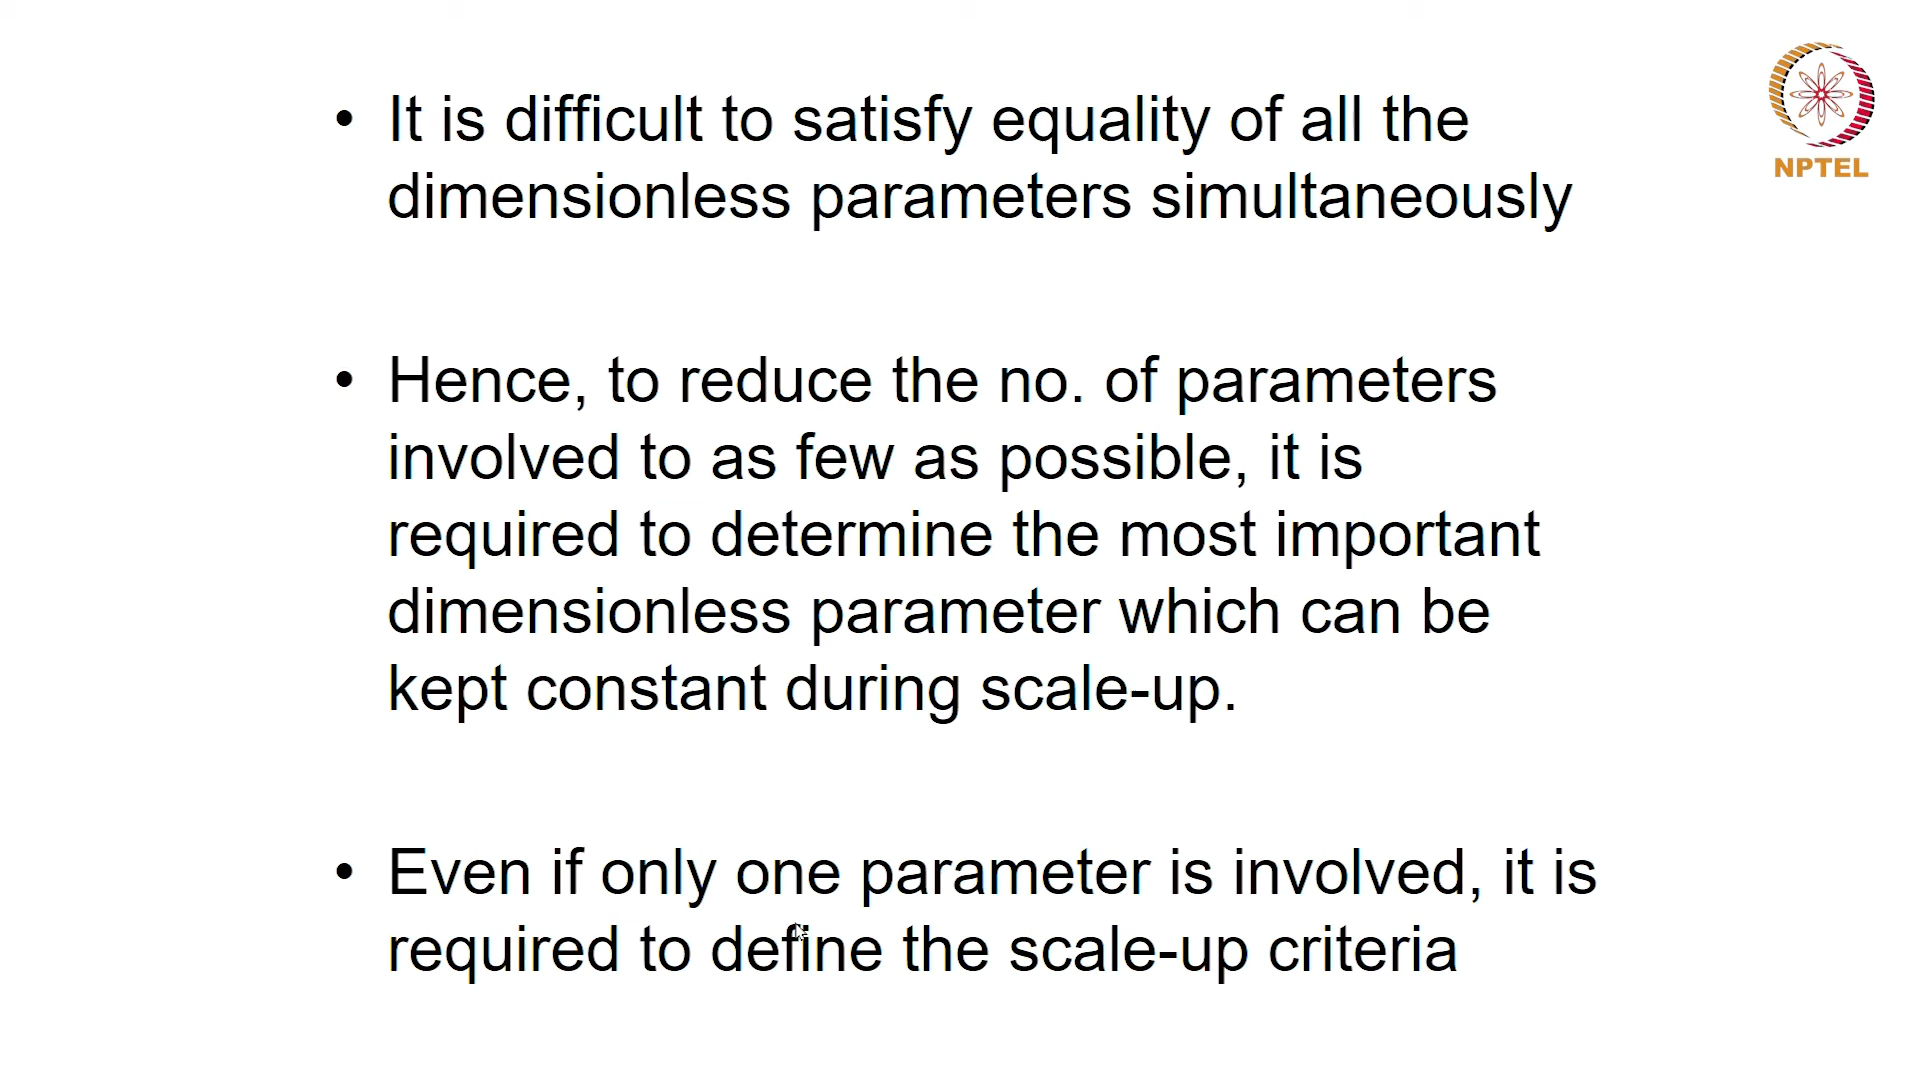 • It is difficult to satisfy equality of all the
dimensionless parameters simultaneously
NPTEL
• Hence, to reduce the no. of parameters
involved to as few as possible, it is
required to determine the most important
dimensionless parameter which can be
kept constant during scale-up.
• Even if only one parameter is involved, it is
required to define the scale-up criteria